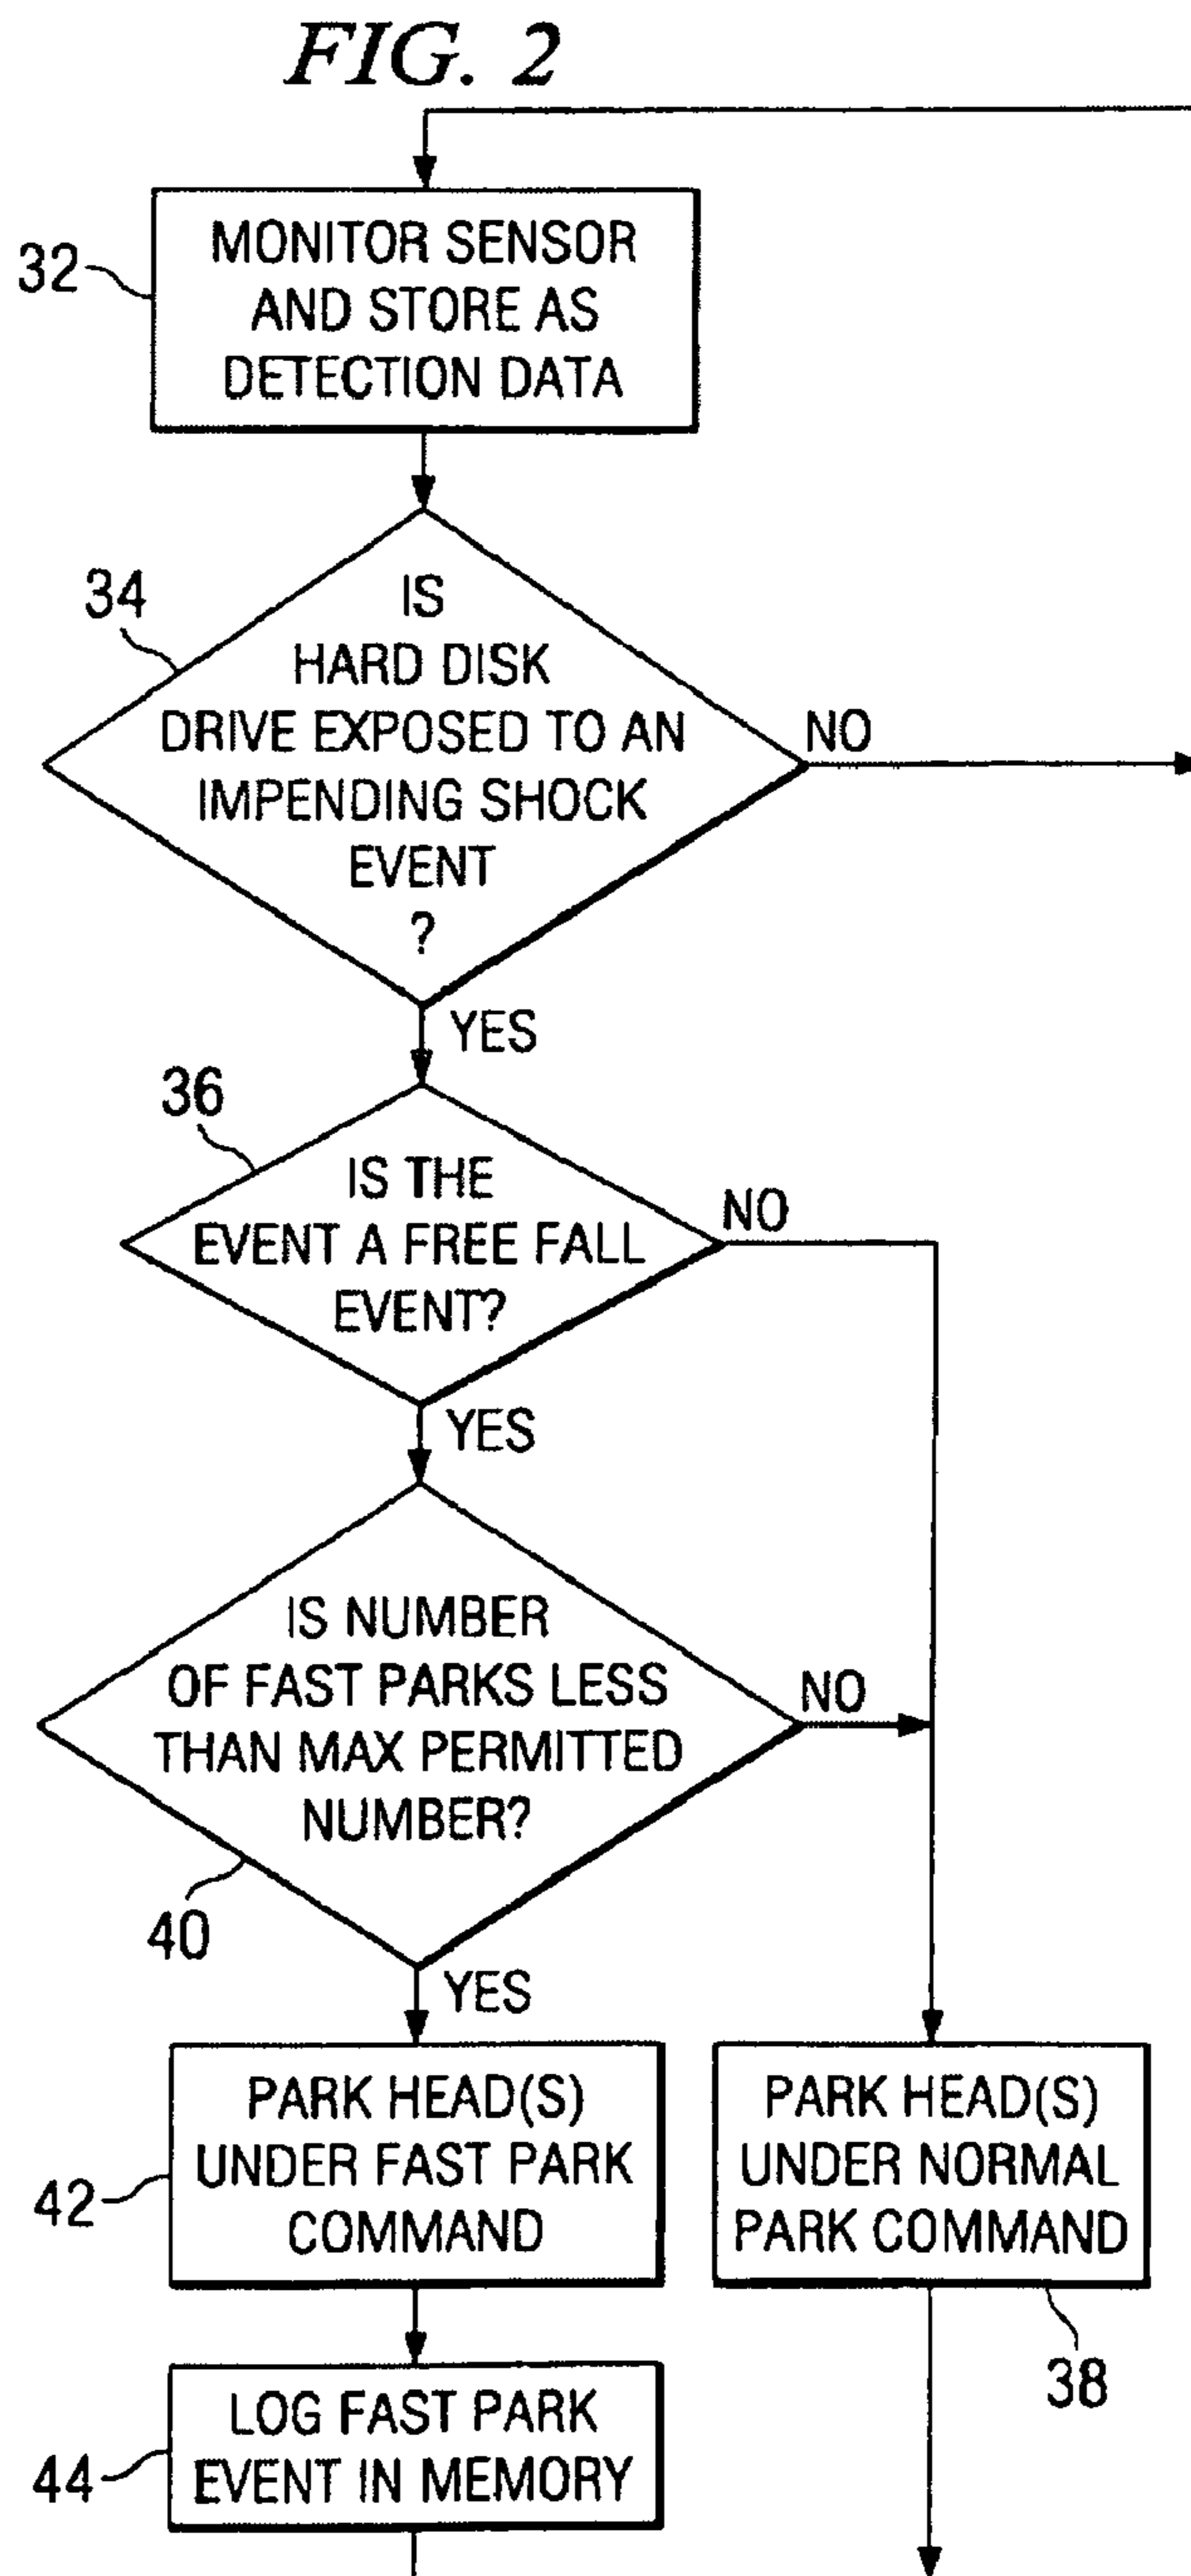 FIG. 2
32
MONITOR SENSOR
AND STORE AS
DETECTION DATA
34
IS
HARD DISK
DRIVE EXPOSED TO AN
IMPENDING SHOCK
EVENT
?
NO
YES
36
IS THE
EVENT A FREE FALL
EVENT?
NO
YES
IS NUMBER
OF FAST PARKS LESS
THAN MAX PERMITTED
NUMBER?
NO
40
YES
42
PARK HEAD(S)
UNDER FAST PARK
COMMAND
PARK HEAD(S)
UNDER NORMAL
PARK COMMAND
38
44
LOG FAST PARK
EVENT IN MEMORY